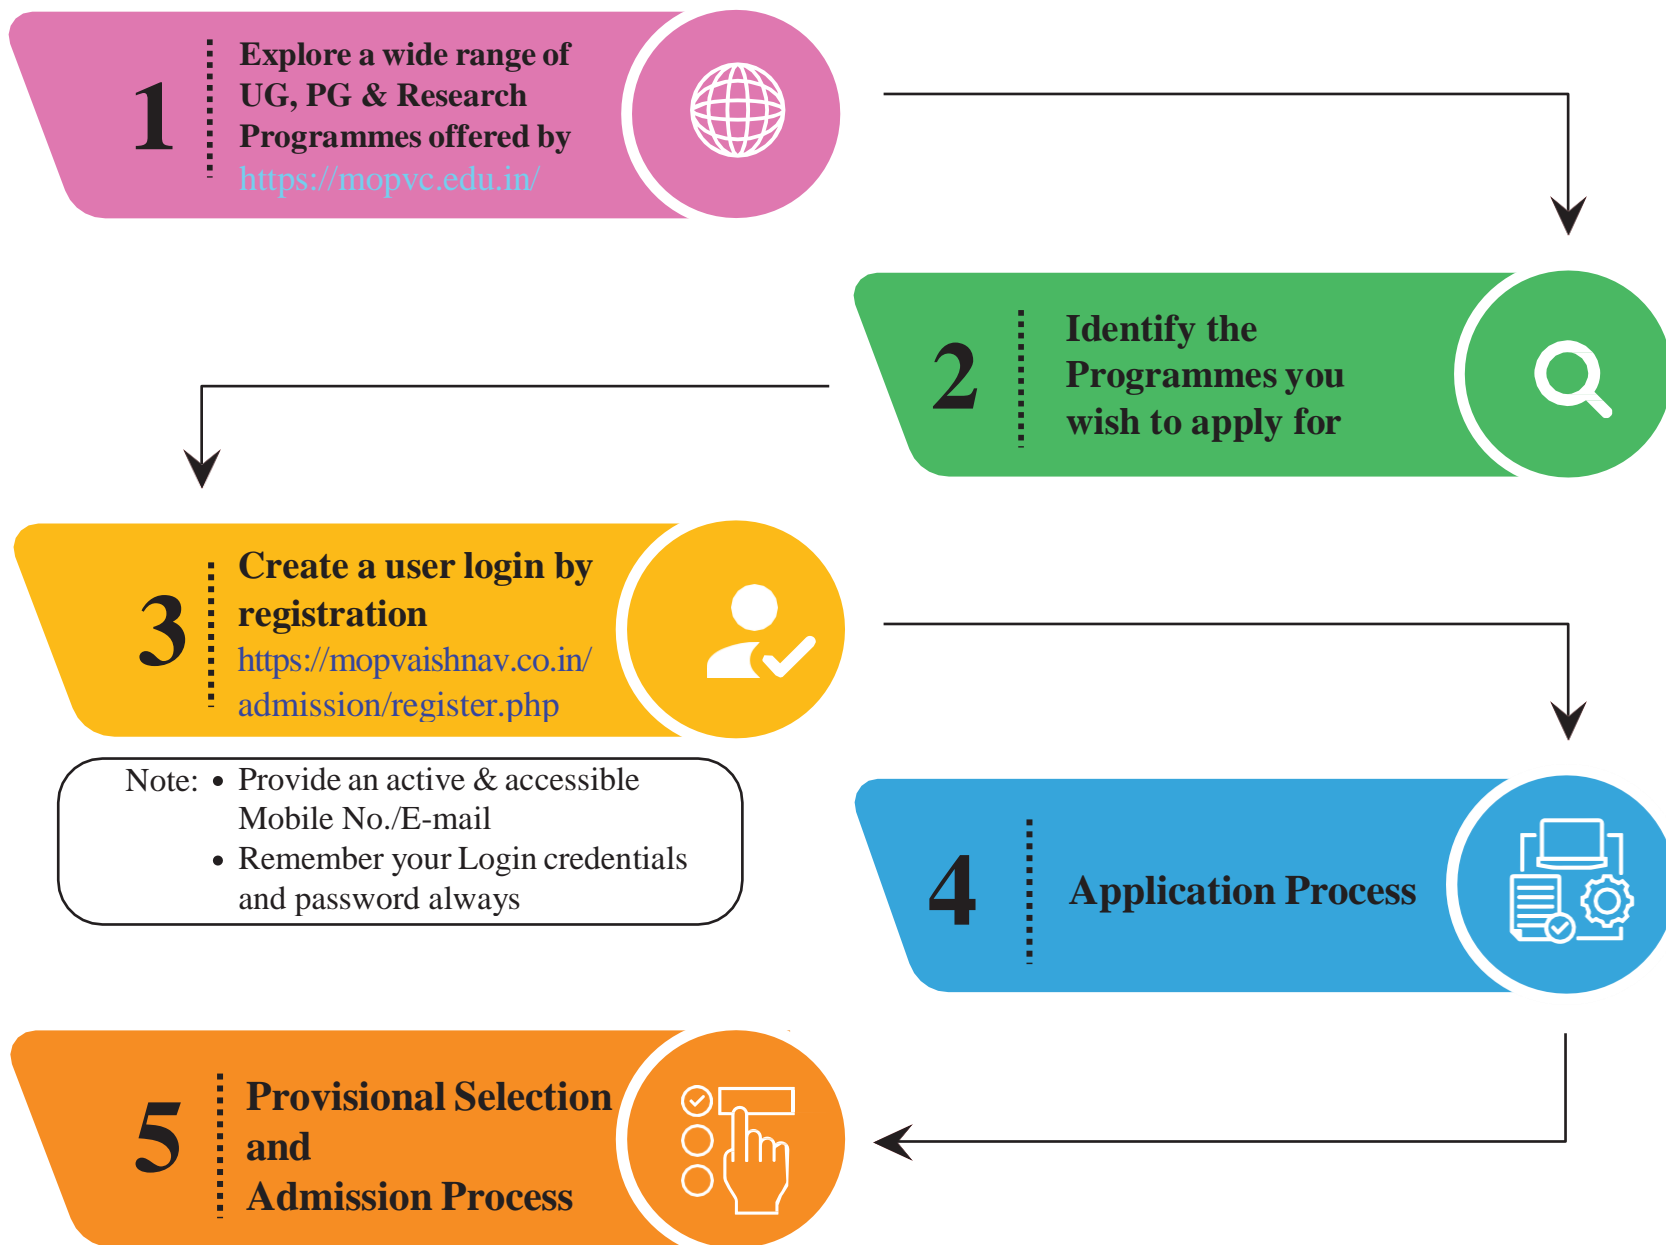 1
Explore a wide range of
UG, PG & Research
Programmes offered by
https://mopvc.edu.in/
2
Identify the
Programmes you
wish to apply for
3
Create a user login by
registration
https://mopvaishnav.co.in/
admission/register.php
Note: • Provide an active & accessible
Mobile No./E-mail
• Remember your Login credentials
and password always
4
Application Process
5
Provisional Selection
and
Admission Process